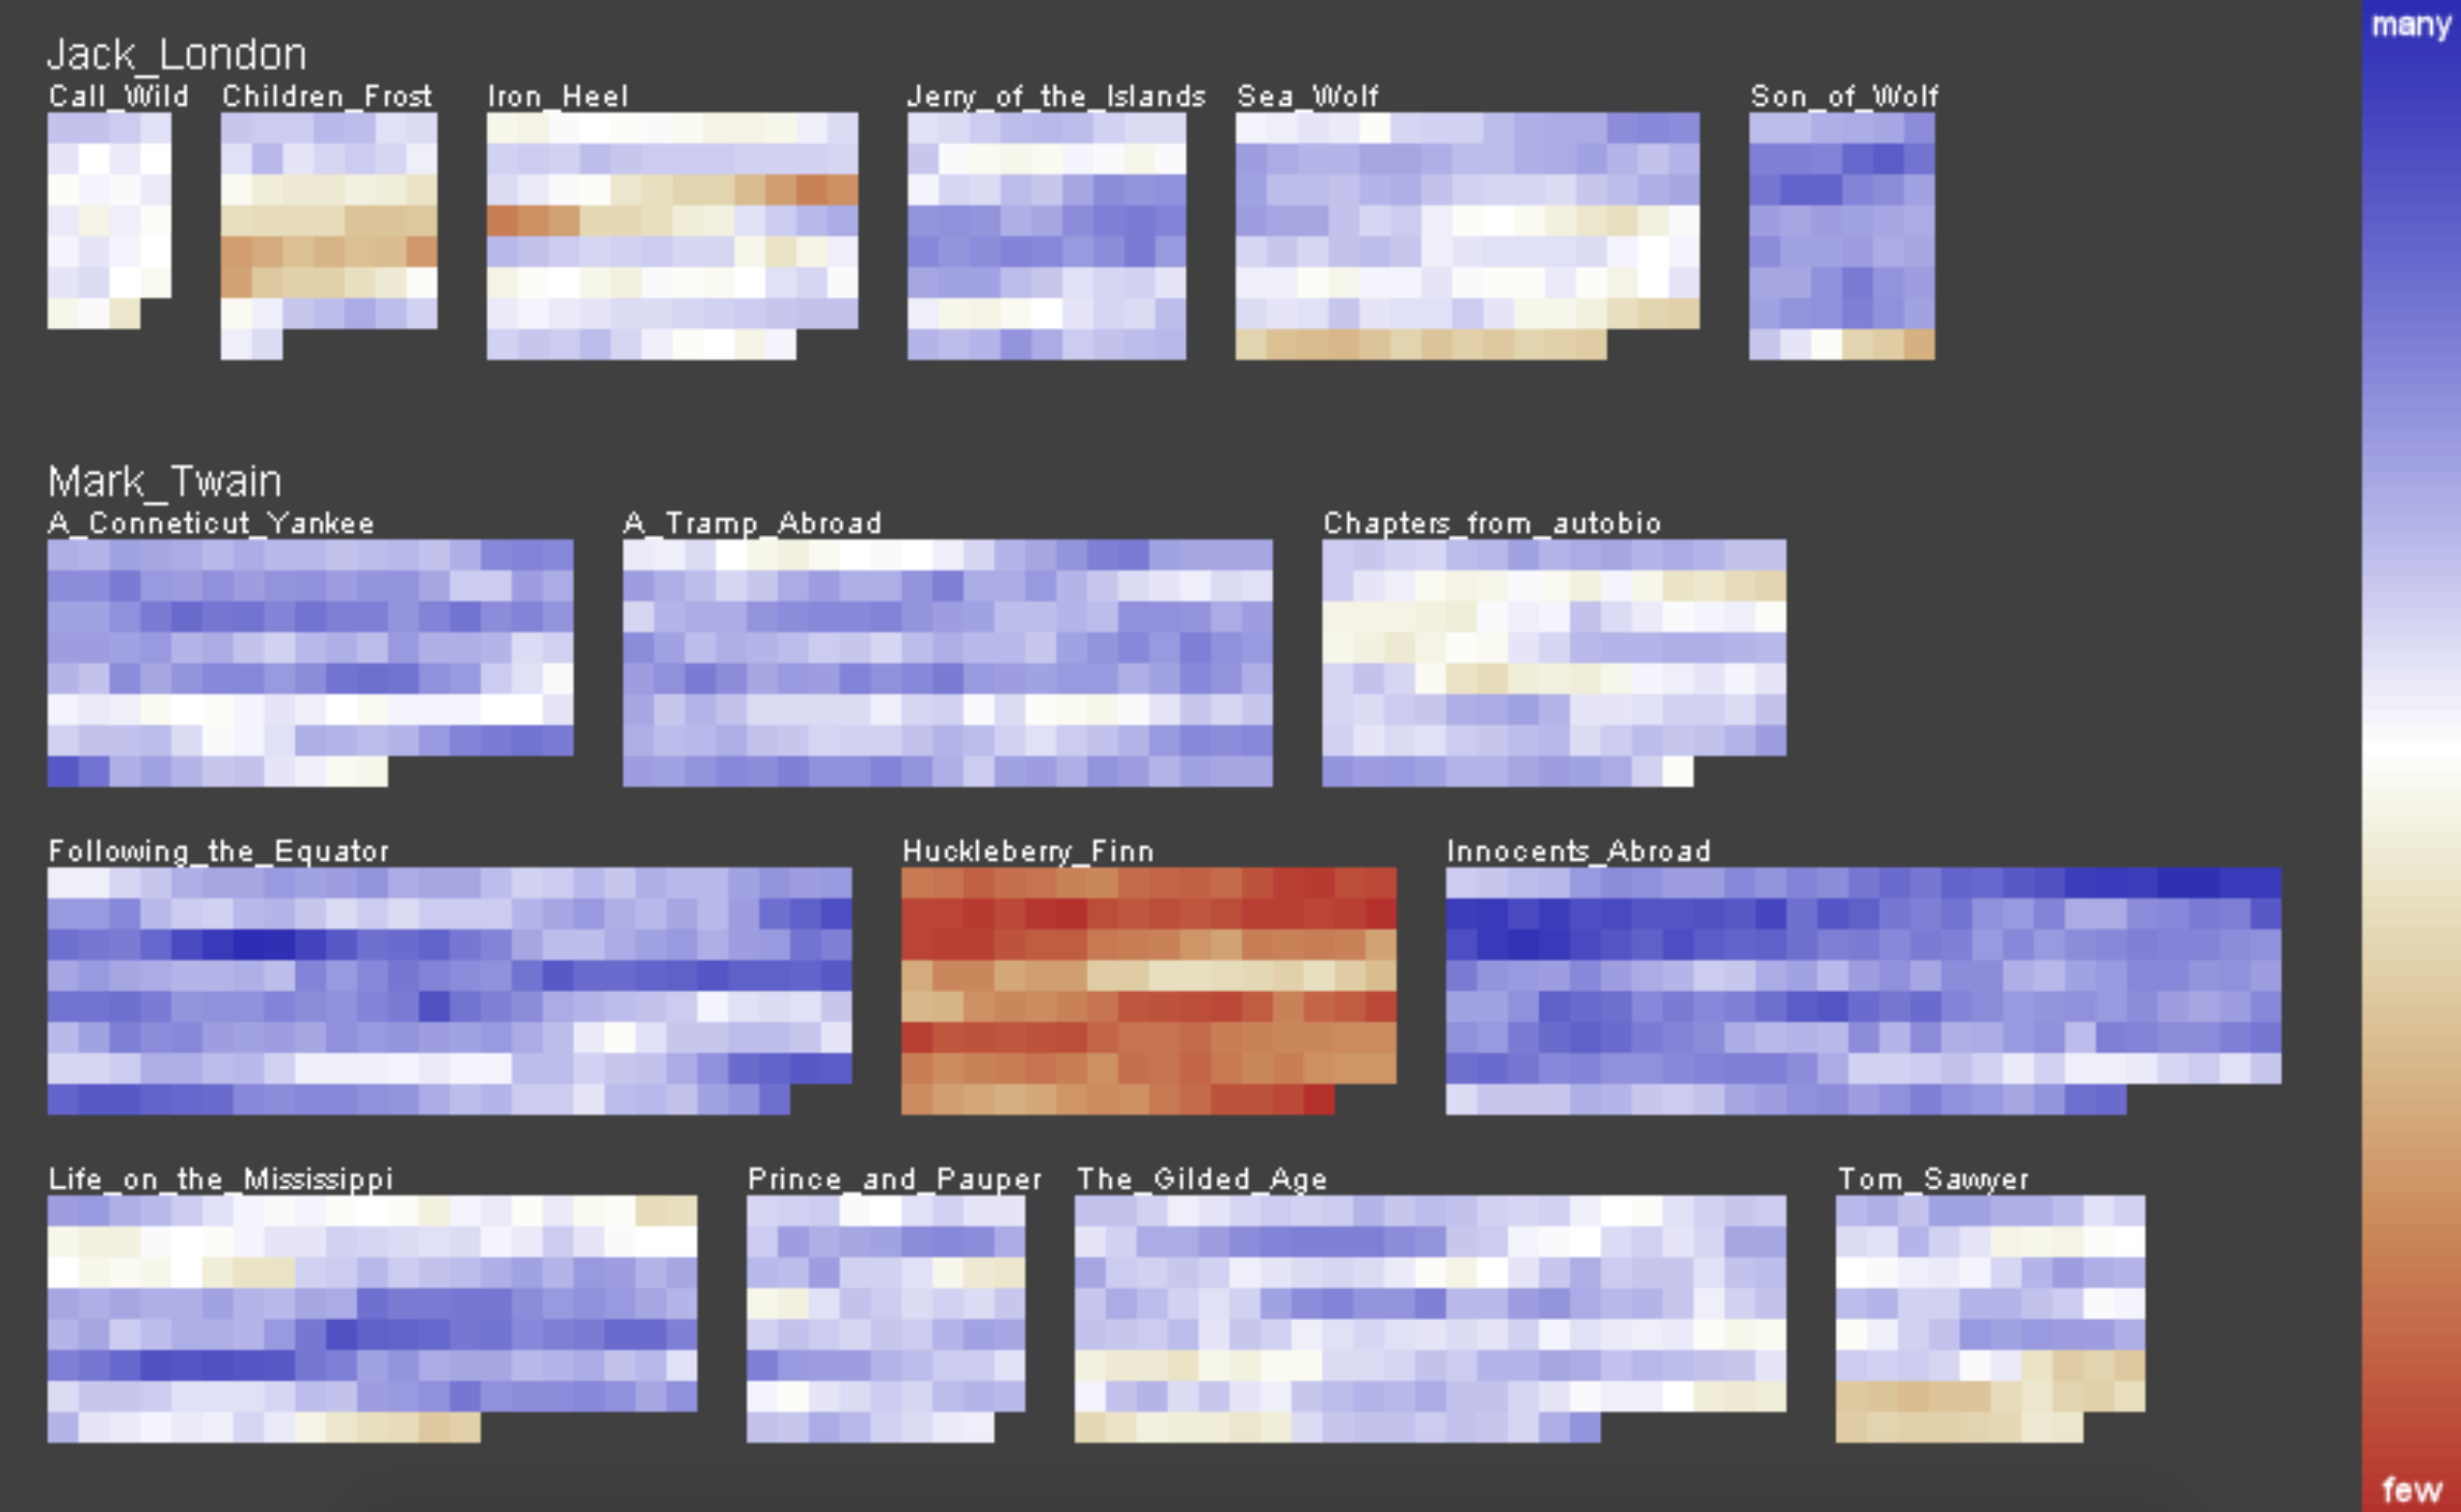 many
Jack_London
Call_Wild Children_Frost Iron_Heel Jerry_of_the_Islands Sea_Wolf Son_of_Wolf
Mark_Twain
A_Conneticut_Yankee A_Tramp_Abroad Chapters_from_autobio
Following_the_Equator Huckleberry_Finn Innocents_Abroad
Life_on_the_Mississippi Prince_and_Pauper The_Gilded_Age Tom_Sawyer
few